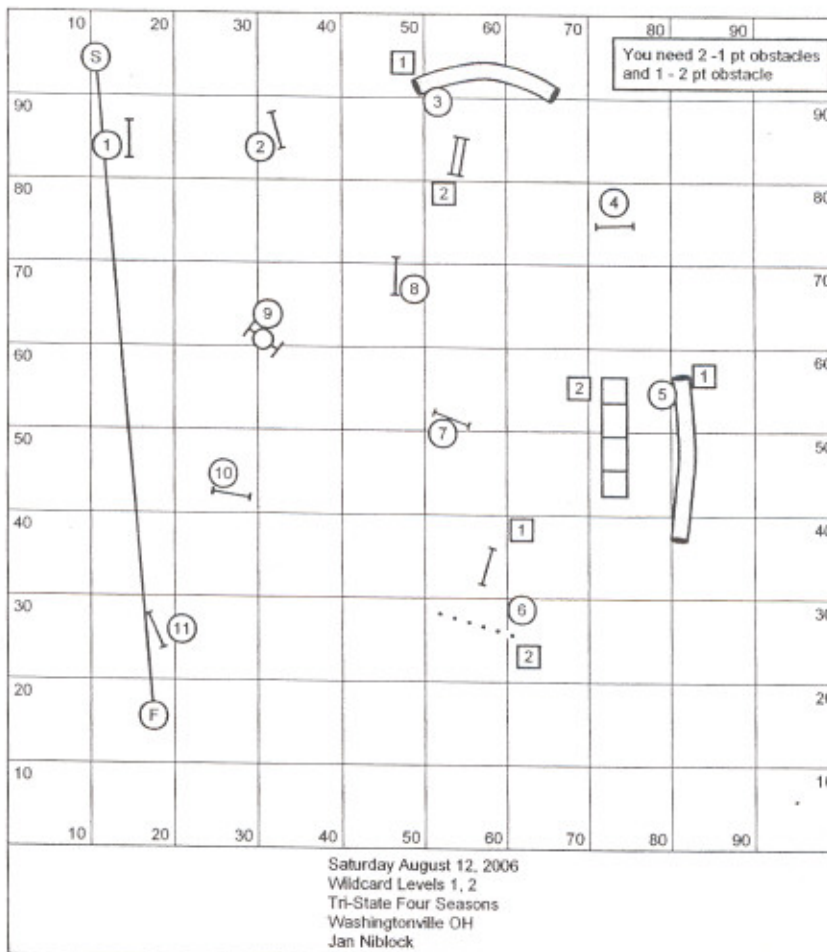 10 20 30 40 50 60 70 80 90
S
1
You need 2 -1 pt obstacles
and 1 - 2 pt obstacle
3
90 90
1
2
2
80 80
4
70 70
8
9
60 60
2
5
1
7
50 50
10
40 40
1
30 30
6
11
2
20 20
F
10 10
10 20 30 40 50 60 70 80 90
Saturday August 12, 2006
Wildcard Levels 1, 2
Tri-State Four Seasons
Washingtonville OH
Jan Niblock